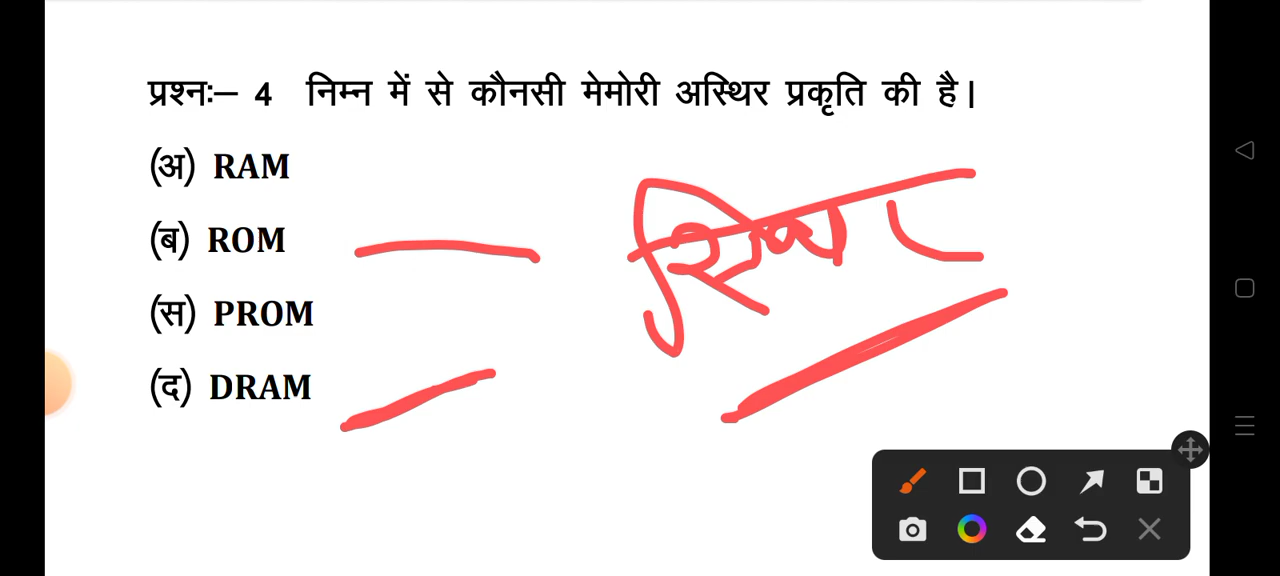 प्रश्नः– 4 निम्न में से कौनसी मेमोरी अस्थिर प्रकृति की है।
(अ) RAM
(ब) ROM
(स) PROM
(द) DRAM